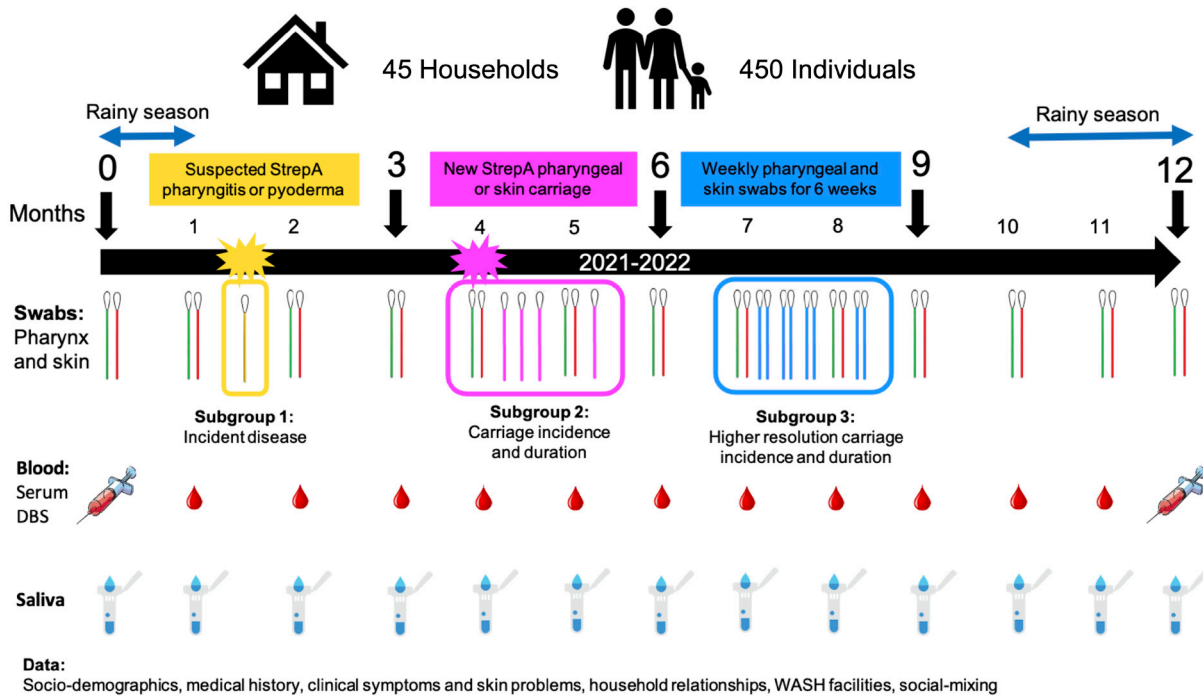 45 Households
450 Individuals
Rainy season
Rainy season
0
Suspected StrepA
pharyngitis or pyoderma
3
New StrepA pharyngeal
or skin carriage
6
Weekly pharyngeal and
skin swabs for 6 weeks
9
12
Months
1
2
4
5
7
8
10
11
2021-2022
Swabs:
Pharynx
and skin
Subgroup 1:
Incident disease
Subgroup 2:
Carriage incidence
and duration
Subgroup 3:
Higher resolution carriage
incidence and duration
Blood:
Serum
DBS
Saliva
Data:
Socio-demographics, medical history, clinical symptoms and skin problems, household relationships, WASH facilities, social-mixing